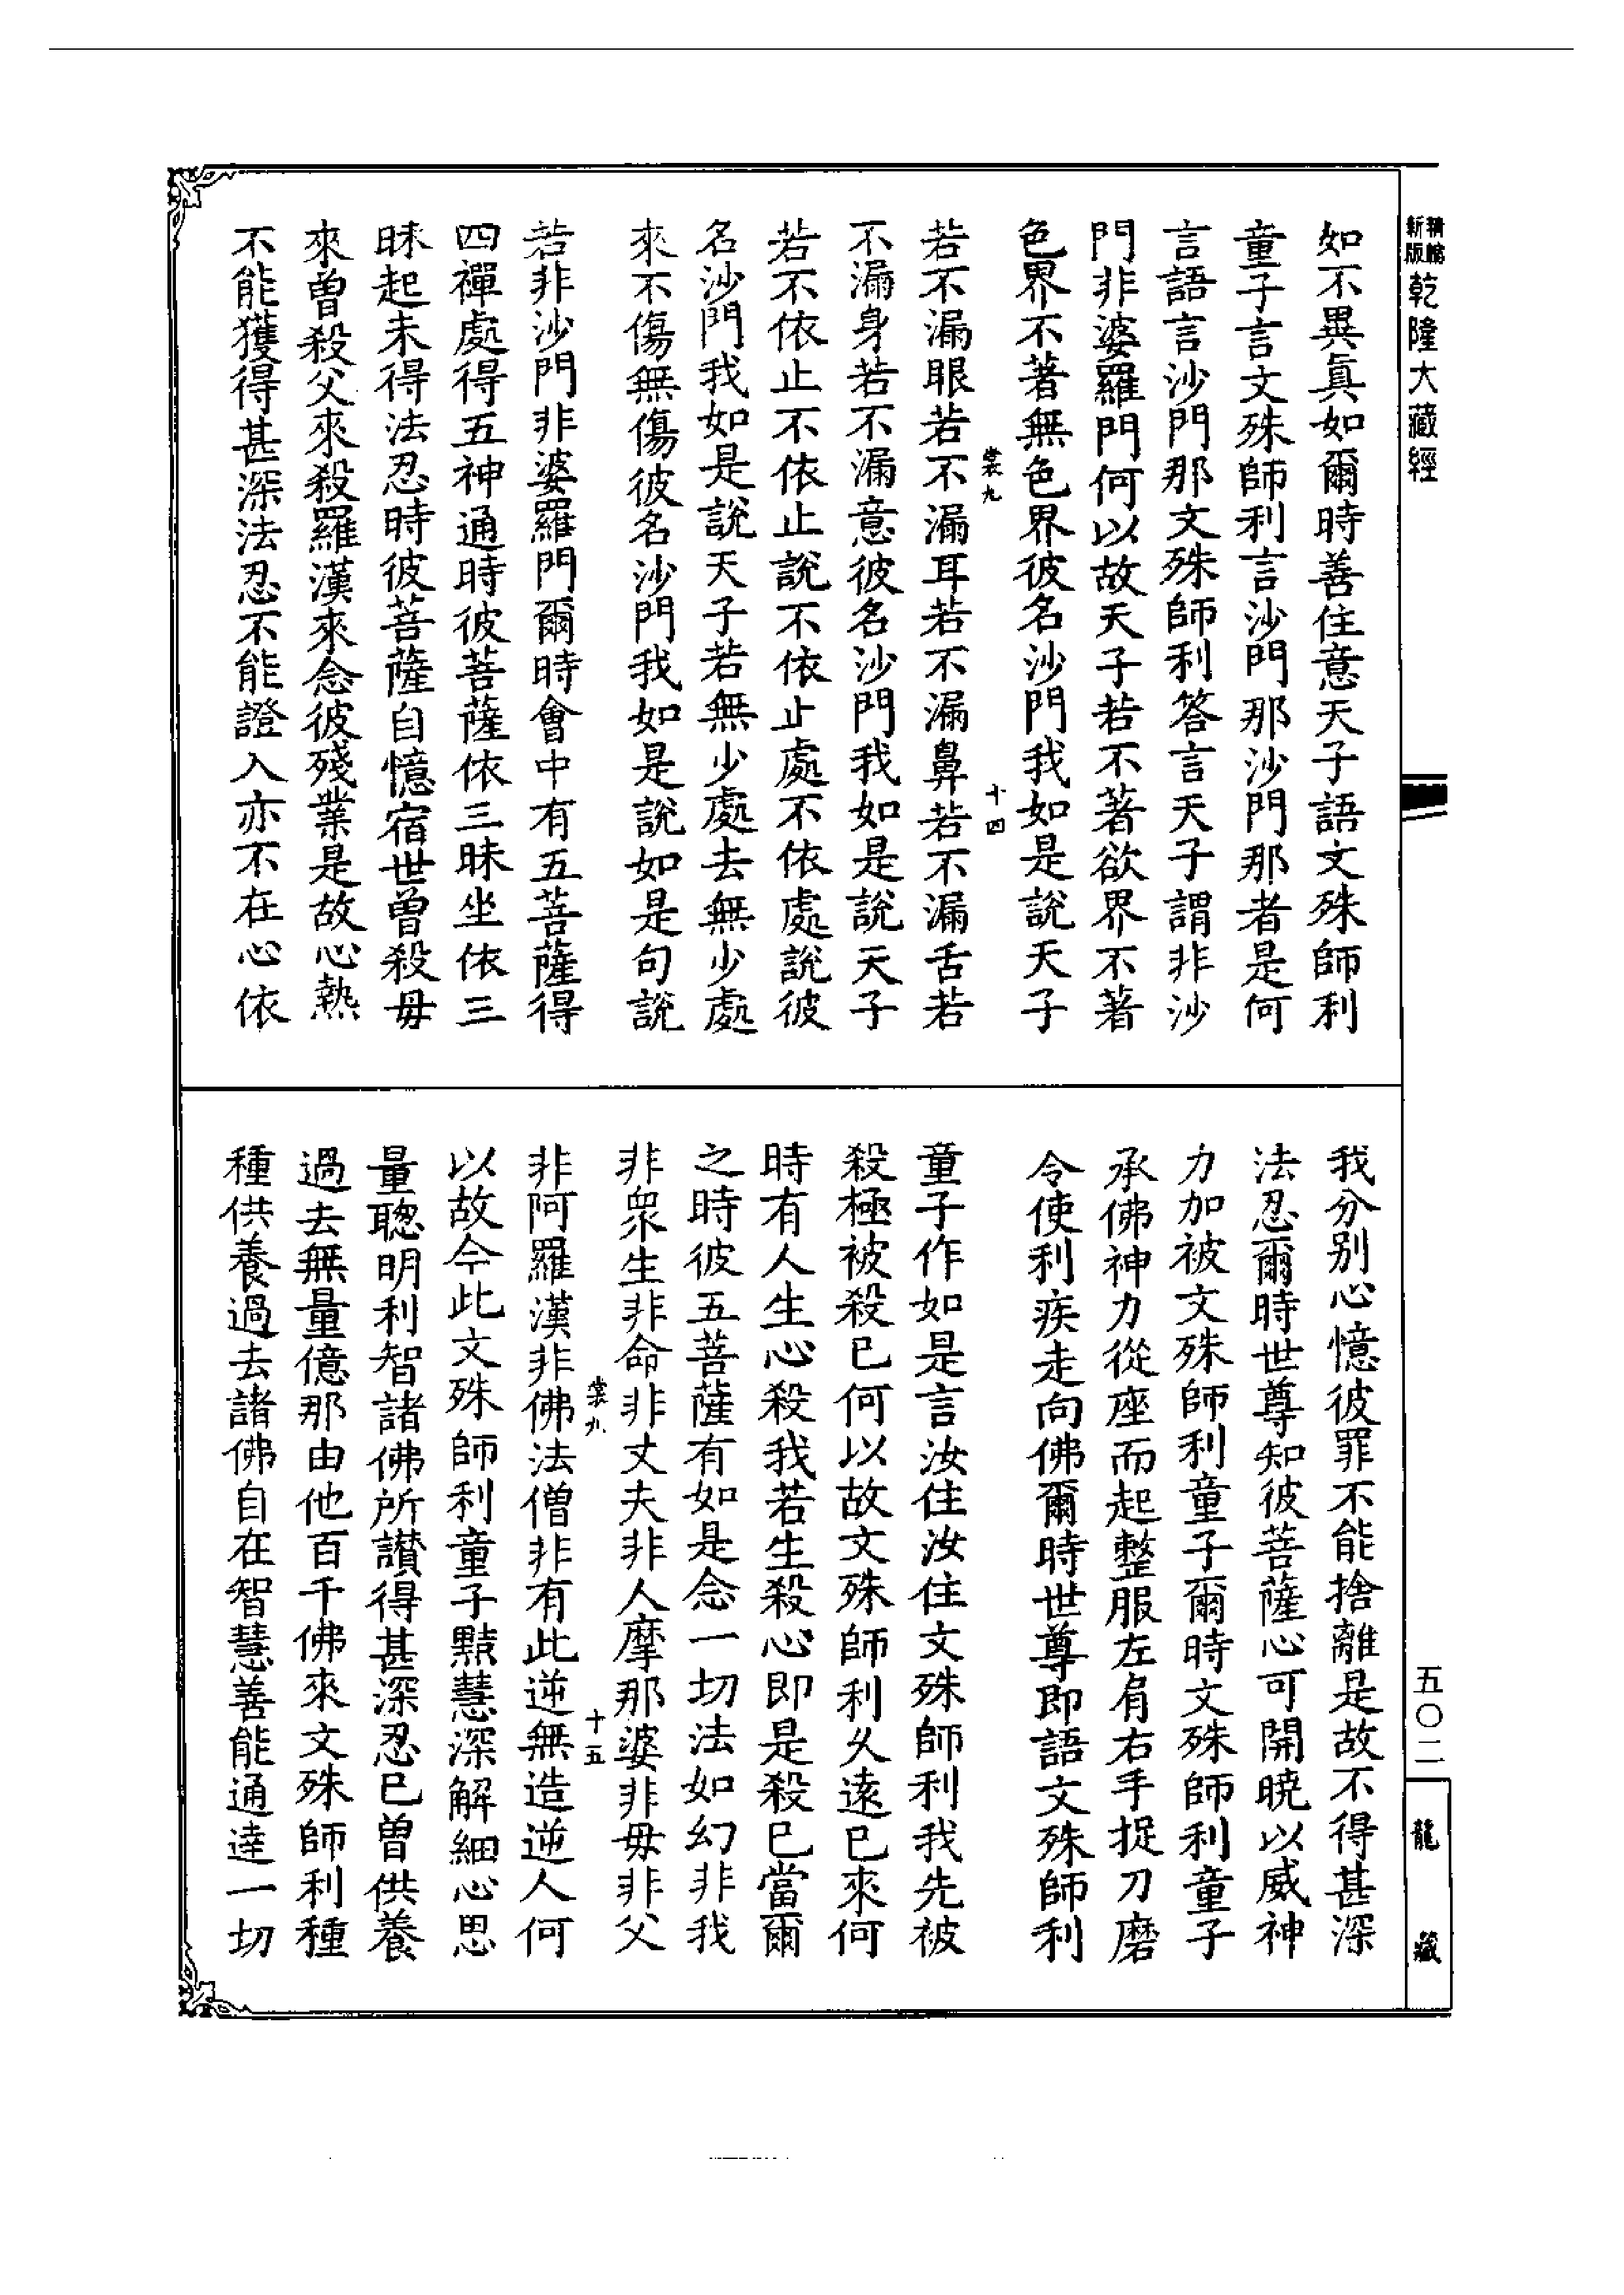 新版精縮乾隆大藏經
如不異真如爾時善住意天子語文殊師利
童子言文殊師利言沙門那沙門那者是何
言語言沙門那文殊師利答言天子謂非沙
門非婆羅門何以故天子若不著欲界不著
色界不著無色界彼名沙門我如是說天子
裳九
十四
若不漏眼若不漏耳若不漏鼻若不漏舌若
不漏身若不漏意彼名沙門我如是說天子
若不依止不依止說不依止處不依處說彼
名沙門我如是說天子若無少處去無少處
來不傷無傷彼名沙門我如是說如是句說
若非沙門非婆羅門爾時會中有五菩薩得
四禪處得五神通時彼菩薩依三昧坐依三
昧起未得法忍時彼菩薩自憶宿世曾殺母
來曾殺父來殺羅漢來念彼殘業是故心熱
不能獲得甚深法忍不能證入亦不在心依
我分別心憶彼罪不能捨離是故不得甚深
法忍爾時世尊知彼菩薩心可開曉以威神
力加被文殊師利童子爾時文殊師利童子
承佛神力從座而起整服左肩右手捉刀磨
令使利疾走向佛爾時世尊即語文殊師利
童子作如是言汝住汝住文殊師利我先被
殺極被殺已何以故文殊師利久遠已來何
時有人生心殺我若生殺心即是殺已當爾
之時彼五菩薩有如是念一切法如幻非我
非眾生非命非丈夫非人摩那婆非母非父
裳九
十五
非阿羅漢非佛法僧非有此逆無造逆人何
以故今此文殊師利童子黠慧深解細心思
量聰明利智諸佛所讚得甚深忍已曾供養
過去無量億那由他百千佛來文殊師利種
種供養過去諸佛自在智慧善能通達一切
五〇二
龍藏